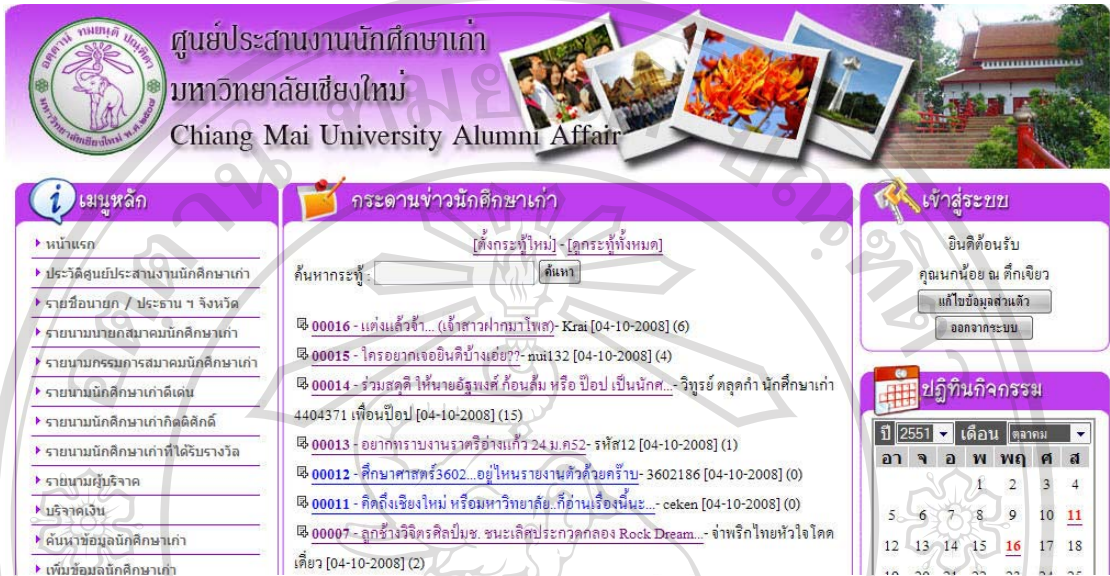 ศูนย์ประสานงานนักศึกษาเก่า
มหาวิทยาลัยเชียงใหม่
Chiang Mai University Alumni Affair
เมนูหลัก
หน้าแรก
ประวัติศูนย์ประสานงานนักศึกษาเก่า
รายชื่อนายก / ประธาน ฯ จังหวัด
รายนามนายกสมาคมนักศึกษาเก่า
รายนามกรรมการสมาคมนักศึกษาเก่า
รายนามนักศึกษาเก่าดีเด่น
รายนามนักศึกษาเก่ากิตติศักดิ์
รายนามนักศึกษาเก่าที่ได้รับรางวัล
รายนามผู้บริจาค
บริจาคเงิน
ค้นหาข้อมูลนักศึกษาเก่า
เพิ่มข้อมูลนักศึกษาเก่า
กระดานข่าวนักศึกษาเก่า
[ตั้งกระทู้ใหม่] - [ดูกระทู้ทั้งหมด]
ค้นหากระทู้ : ค้นหา
00016 - แต่งแล้วจ้า... (เจ้าสาวฝากมาโพส)- Krai [04-10-2008] (6)
00015 - ใครอยากเจอยินดีบ้างเอ่ย??- nui132 [04-10-2008] (4)
00014 - ร่วมสดุดี ให้นายอัฐพงศ์ ก้อนส้ม หรือ ป๊อป เป็นนักศ...- วิทูรย์ ตลุดกำ นักศึกษาเก่า
4404371 เพื่อนป๊อป [04-10-2008] (15)
00013 - อยากทราบงานราตรีอ่างแก้ว 24 ม.ค52- รหัส12 [04-10-2008] (1)
00012 - ศึกษาศาสตร์3602...อยู่ไหนรายงานตัวด้วยคร๊าบ- 3602186 [04-10-2008] (0)
00011 - คิดถึงเชียงใหม่ หรือมหาวิทยาลัย..ก็อ่านเรื่องนี้นะ...- ceken [04-10-2008] (0)
00007 - ลูกช้างวิจิตรศิลป์มช. ชนะเลิศประกวดกลอง Rock Dream...- จ่าพริกไทยหัวใจโดด
เดี่ยว [04-10-2008] (2)
เข้าสู่ระบบ
ยินดีต้อนรับ
คุณนกน้อย ณ ตึกเขียว
แก้ไขข้อมูลส่วนตัว
ออกจากระบบ
ปฏิทินกิจกรรม
ปี 2551 เดือน ตุลาคม
อา จ อ พ พฤ ศ ส
1 2 3 4
5 6 7 8 9 10 11
12 13 14 15 16 17 18
19 20 21 22 23 24 25